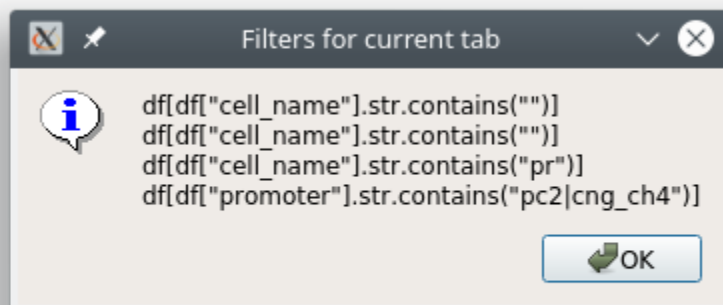 Filters for current tab
df[df["cell_name"].str.contains("")]
df[df["cell_name"].str.contains("")]
df[df["cell_name"].str.contains("pr")]
df[df["promoter"].str.contains("pc2|cng_ch4")]
OK